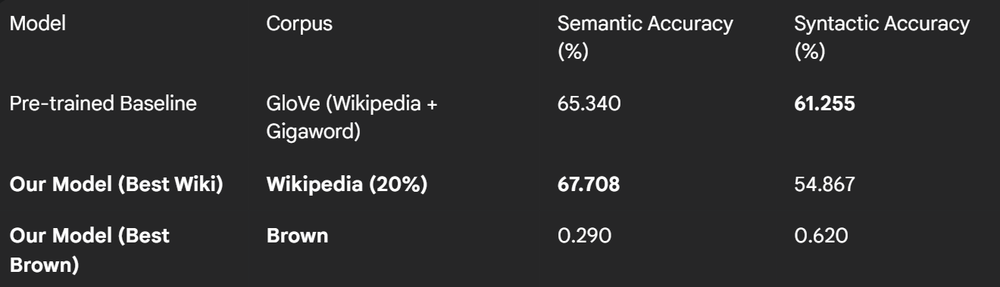 Model Corpus Semantic Accuracy (%) Syntactic Accuracy (%)
Pre-trained Baseline GloVe (Wikipedia + Gigaword) 65.340 61.255
Our Model (Best Wiki) Wikipedia (20%) 67.708 54.867
Our Model (Best Brown) Brown 0.290 0.620